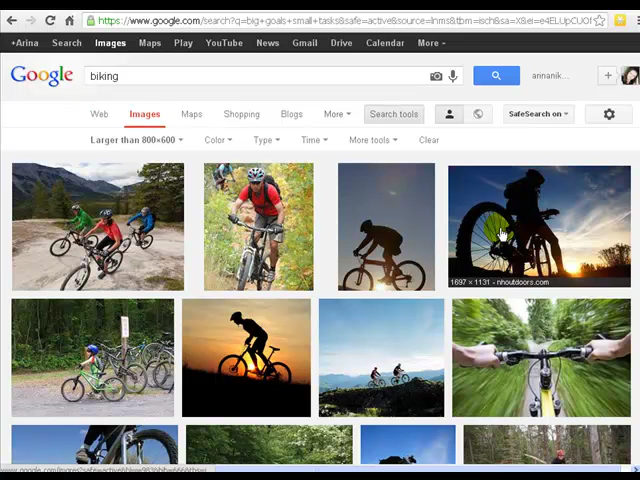 https://www.google.com/search?q=big+goals+small+tasks&safe=active&source=lnms&tbm=isch&sa=X&ei=e4ELUpCUOf
+Arina Search Images Maps Play YouTube News Gmail Drive Calendar More
Google biking arinanik...
Web Images Maps Shopping Blogs More Search tools SafeSearch on
Larger than 800×600 Color Type Time More tools Clear
1697 × 1131 - nhoutdoors.com